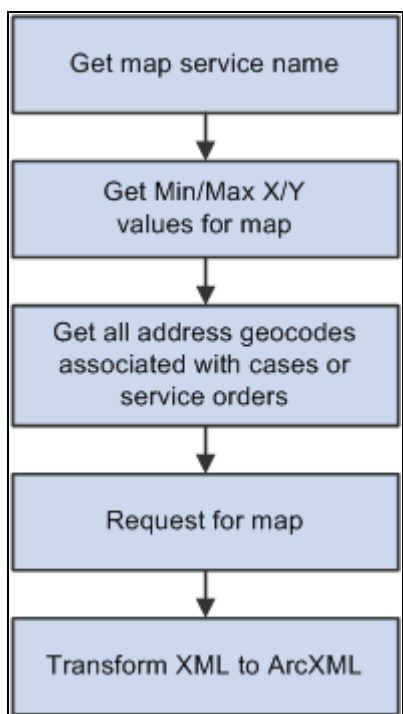 Get map service name
Get Min/Max X/Y
values for map
Get all address geocodes
associated with cases or
service orders
Request for map
Transform XML to ArcXML